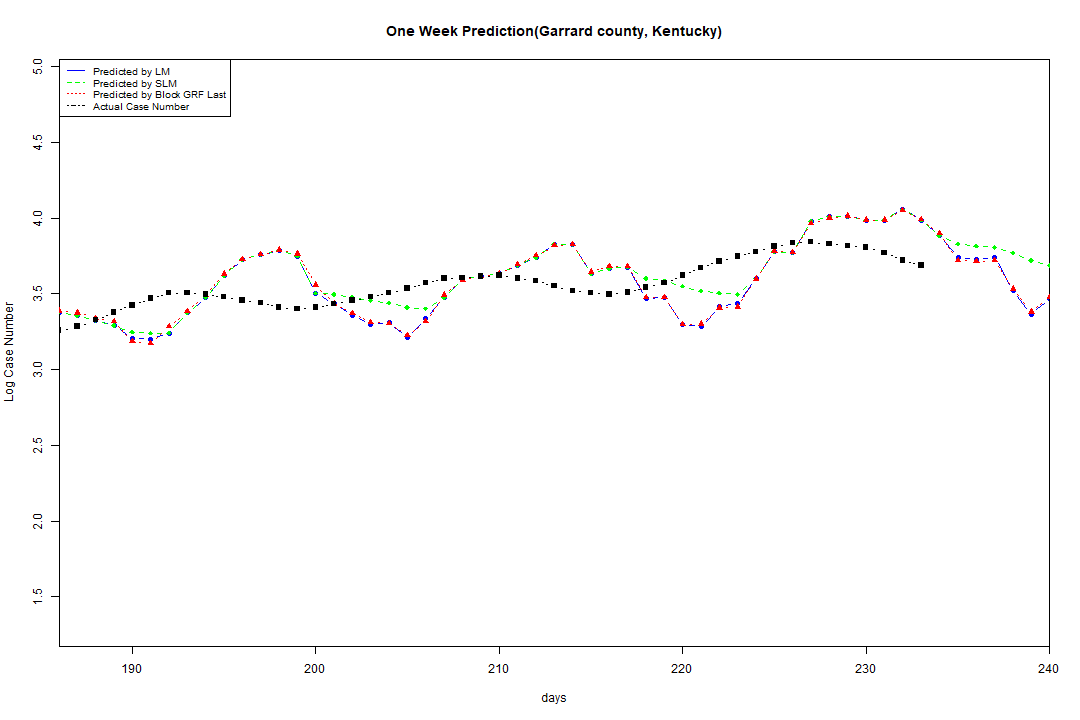 One Week Prediction(Garrard county, Kentucky)
Predicted by LM
Predicted by SLM
Predicted by Block GRF Last
Actual Case Number
5.0
4.5
4.0
3.5
3.0
2.5
2.0
1.5
Log Case Number
190 200 210 220 230 240
days